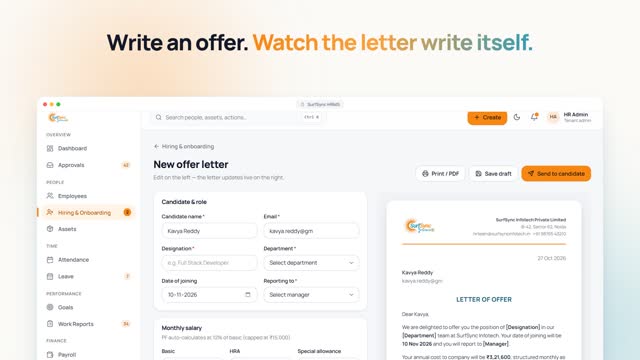 Write an offer. Watch the letter write itself.
SurfSync HRMS
SurfSync
Search people, assets, actions...
Ctrl K
+ Create
HA
HR Admin
Tenant admin
OVERVIEW
Dashboard
Approvals
42
PEOPLE
Employees
Hiring & Onboarding
Assets
TIME
Attendance
Leave
7
PERFORMANCE
Goals
Work Reports
34
FINANCE
Payroll
Hiring & onboarding
New offer letter
Edit on the left — the letter updates live on the right.
Print / PDF
Save draft
Send to candidate
Candidate & role
Candidate name *
Email *
Kavya Reddy
kavya.reddy@gm
Designation *
Department *
e.g. Full Stack Developer
Select department
Date of joining
Reporting to *
10-11-2026
Select manager
Monthly salary
PF auto-calculates at 12% of basic (capped at ₹15,000)
Basic
HRA
Special allowance
SurfSync
SurfSync Infotech Private Limited
27 Oct 2026
Kavya Reddy
kavya.reddy@gm
LETTER OF OFFER
Dear Kavya,
We are delighted to offer you the position of [Designation] in our
[Department] team at SurfSync Infotech. Your date of joining will be
10 Nov 2026 and you will report to [Manager].
Your annual cost to company will be ₹3,21,600, structured monthly as